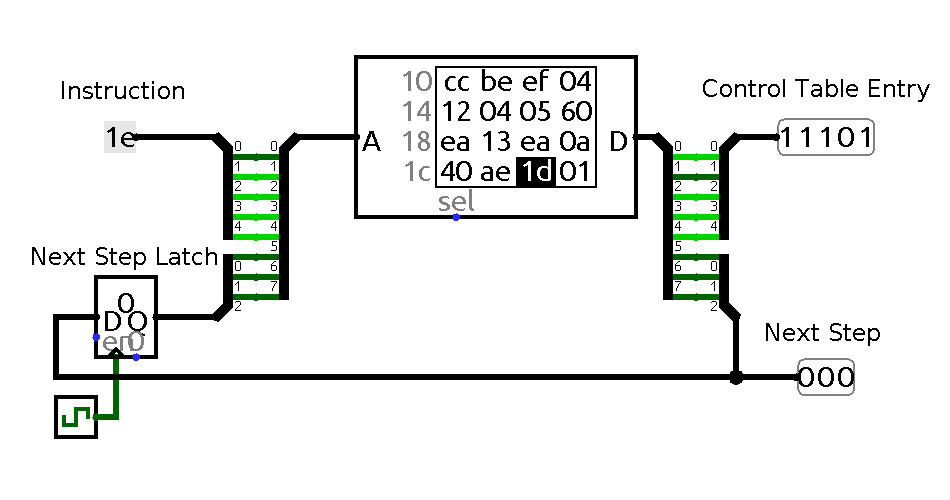 Instruction
1e
Next Step Latch
0
D Q
en 0
A
10 cc be ef 04
14 12 04 05 60
18 ea 13 ea 0a
1c 40 ae 1d 01
sel
D
0 0
1 1
2 2
3 3
4 4
5
0 6
1 7
2
0 0
1 1
2 2
3 3
4 4
5
6 0
7 1
2
Control Table Entry
11101
Next Step
000